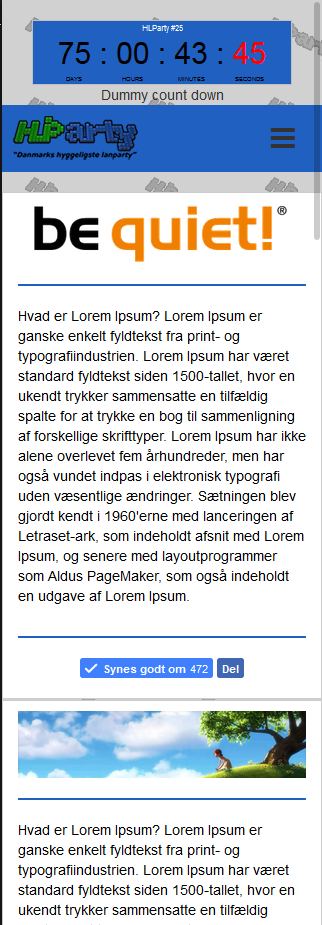 HLParty #25
75 : 00 : 43 : 45
DAYS HOURS MINUTES SECONDS
Dummy count down
HLParty
"Danmarks hyggeligste lanparty"
be quiet!®
Hvad er Lorem Ipsum? Lorem Ipsum er
ganske enkelt fyldtekst fra print- og
typografiindustrien. Lorem Ipsum har været
standard fyldtekst siden 1500-tallet, hvor en
ukendt trykker sammensatte en tilfældig
spalte for at trykke en bog til sammenligning
af forskellige skrifttyper. Lorem Ipsum har ikke
alene overlevet fem århundreder, men har
også vundet indpas i elektronisk typografi
uden væsentlige ændringer. Sætningen blev
gjordt kendt i 1960'erne med lanceringen af
Letraset-ark, som indeholdt afsnit med Lorem
Ipsum, og senere med layoutprogrammer
som Aldus PageMaker, som også indeholdt
en udgave af Lorem Ipsum.
Synes godt om 472 Del
Hvad er Lorem Ipsum? Lorem Ipsum er
ganske enkelt fyldtekst fra print- og
typografiindustrien. Lorem Ipsum har været
standard fyldtekst siden 1500-tallet, hvor en
ukendt trykker sammensatte en tilfældig